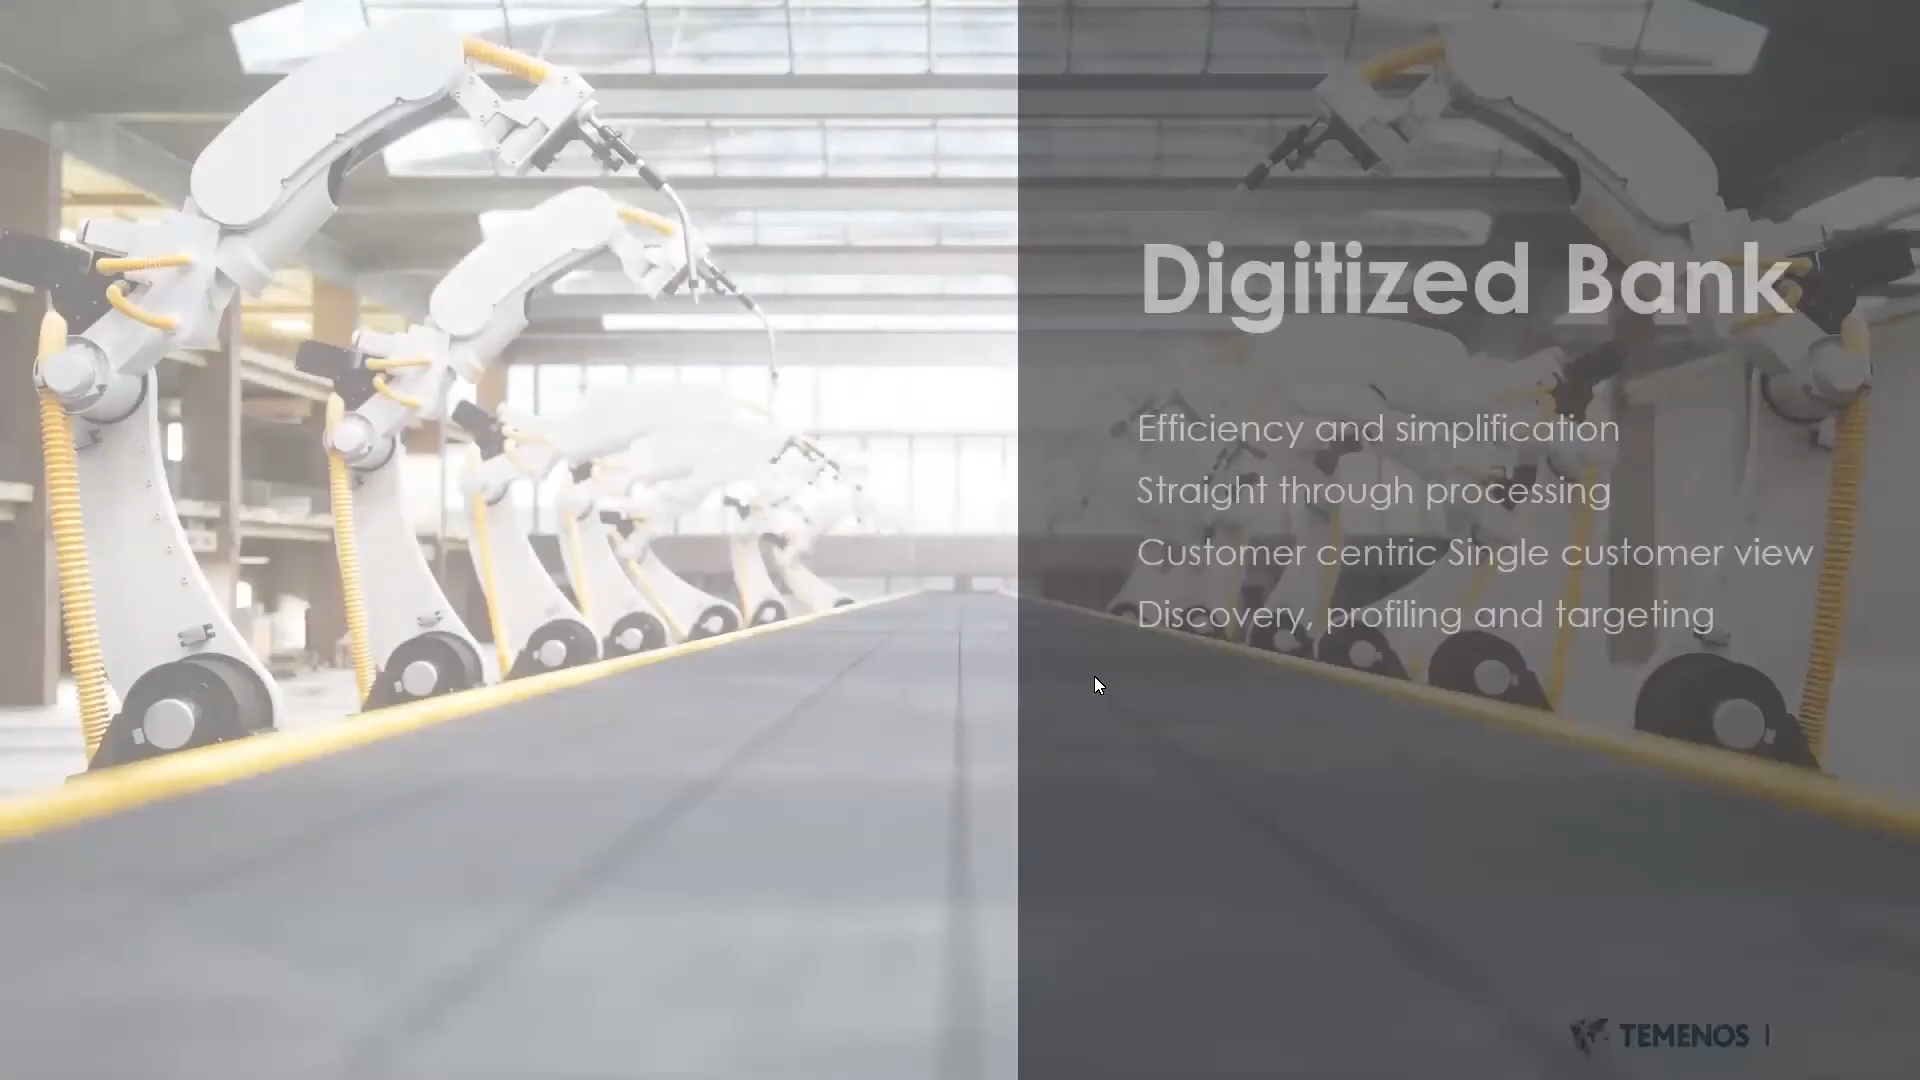 Digitized Bank
Efficiency and simplification
Straight through processing
Customer centric Single customer view
Discovery, profiling and targeting
TEMENOS